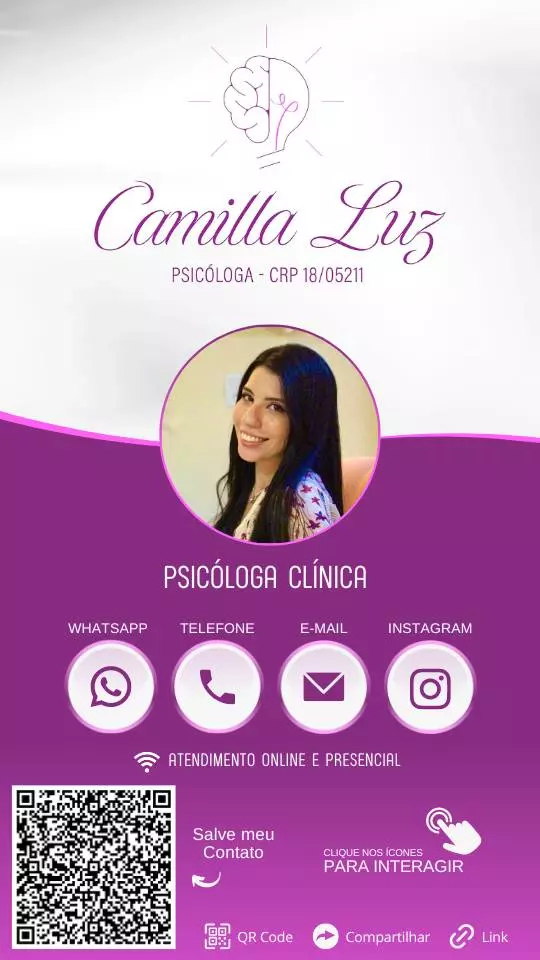 Camilla Luz
PSICÓLOGA - CRP 18/05211
PSICÓLOGA CLÍNICA
WHATSAPP TELEFONE E-MAIL INSTAGRAM
ATENDIMENTO ONLINE E PRESENCIAL
Salve meu
Contato
CLIQUE NOS ÍCONES
PARA INTERAGIR
QR Code Compartilhar Link